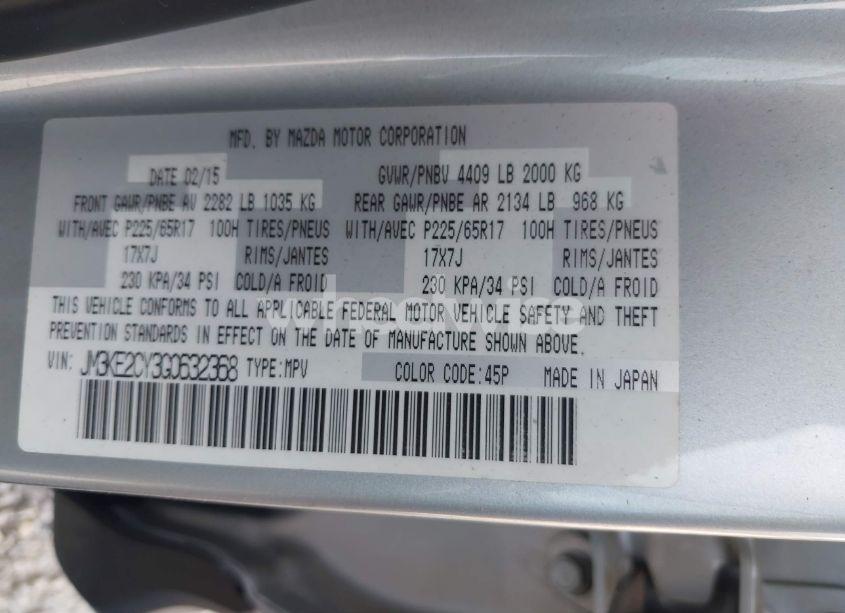 MFD. BY MAZDA MOTOR CORPORATION
DATE 02/15 GVWR/PNBV 4409 LB 2000 KG
FRONT GAWR/PNBE AV 2282 LB 1035 KG REAR GAWR/PNBE AR 2134 LB 968 KG
WITH/AVEC P225/65R17 100H TIRES/PNEUS WITH/AVEC P225/65R17 100H TIRES/PNEUS
17X7J RIMS/JANTES 17X7J RIMS/JANTES
230 KPA/34 PSI COLD/A FROID 230 KPA/34 PSI COLD/A FROID
THIS VEHICLE CONFORMS TO ALL APPLICABLE FEDERAL MOTOR VEHICLE SAFETY AND THEFT
PREVENTION STANDARDS IN EFFECT ON THE DATE OF MANUFACTURE SHOWN ABOVE.
VIN: JM3KE2CY3G0632368 TYPE:MPV COLOR CODE:45P MADE IN JAPAN